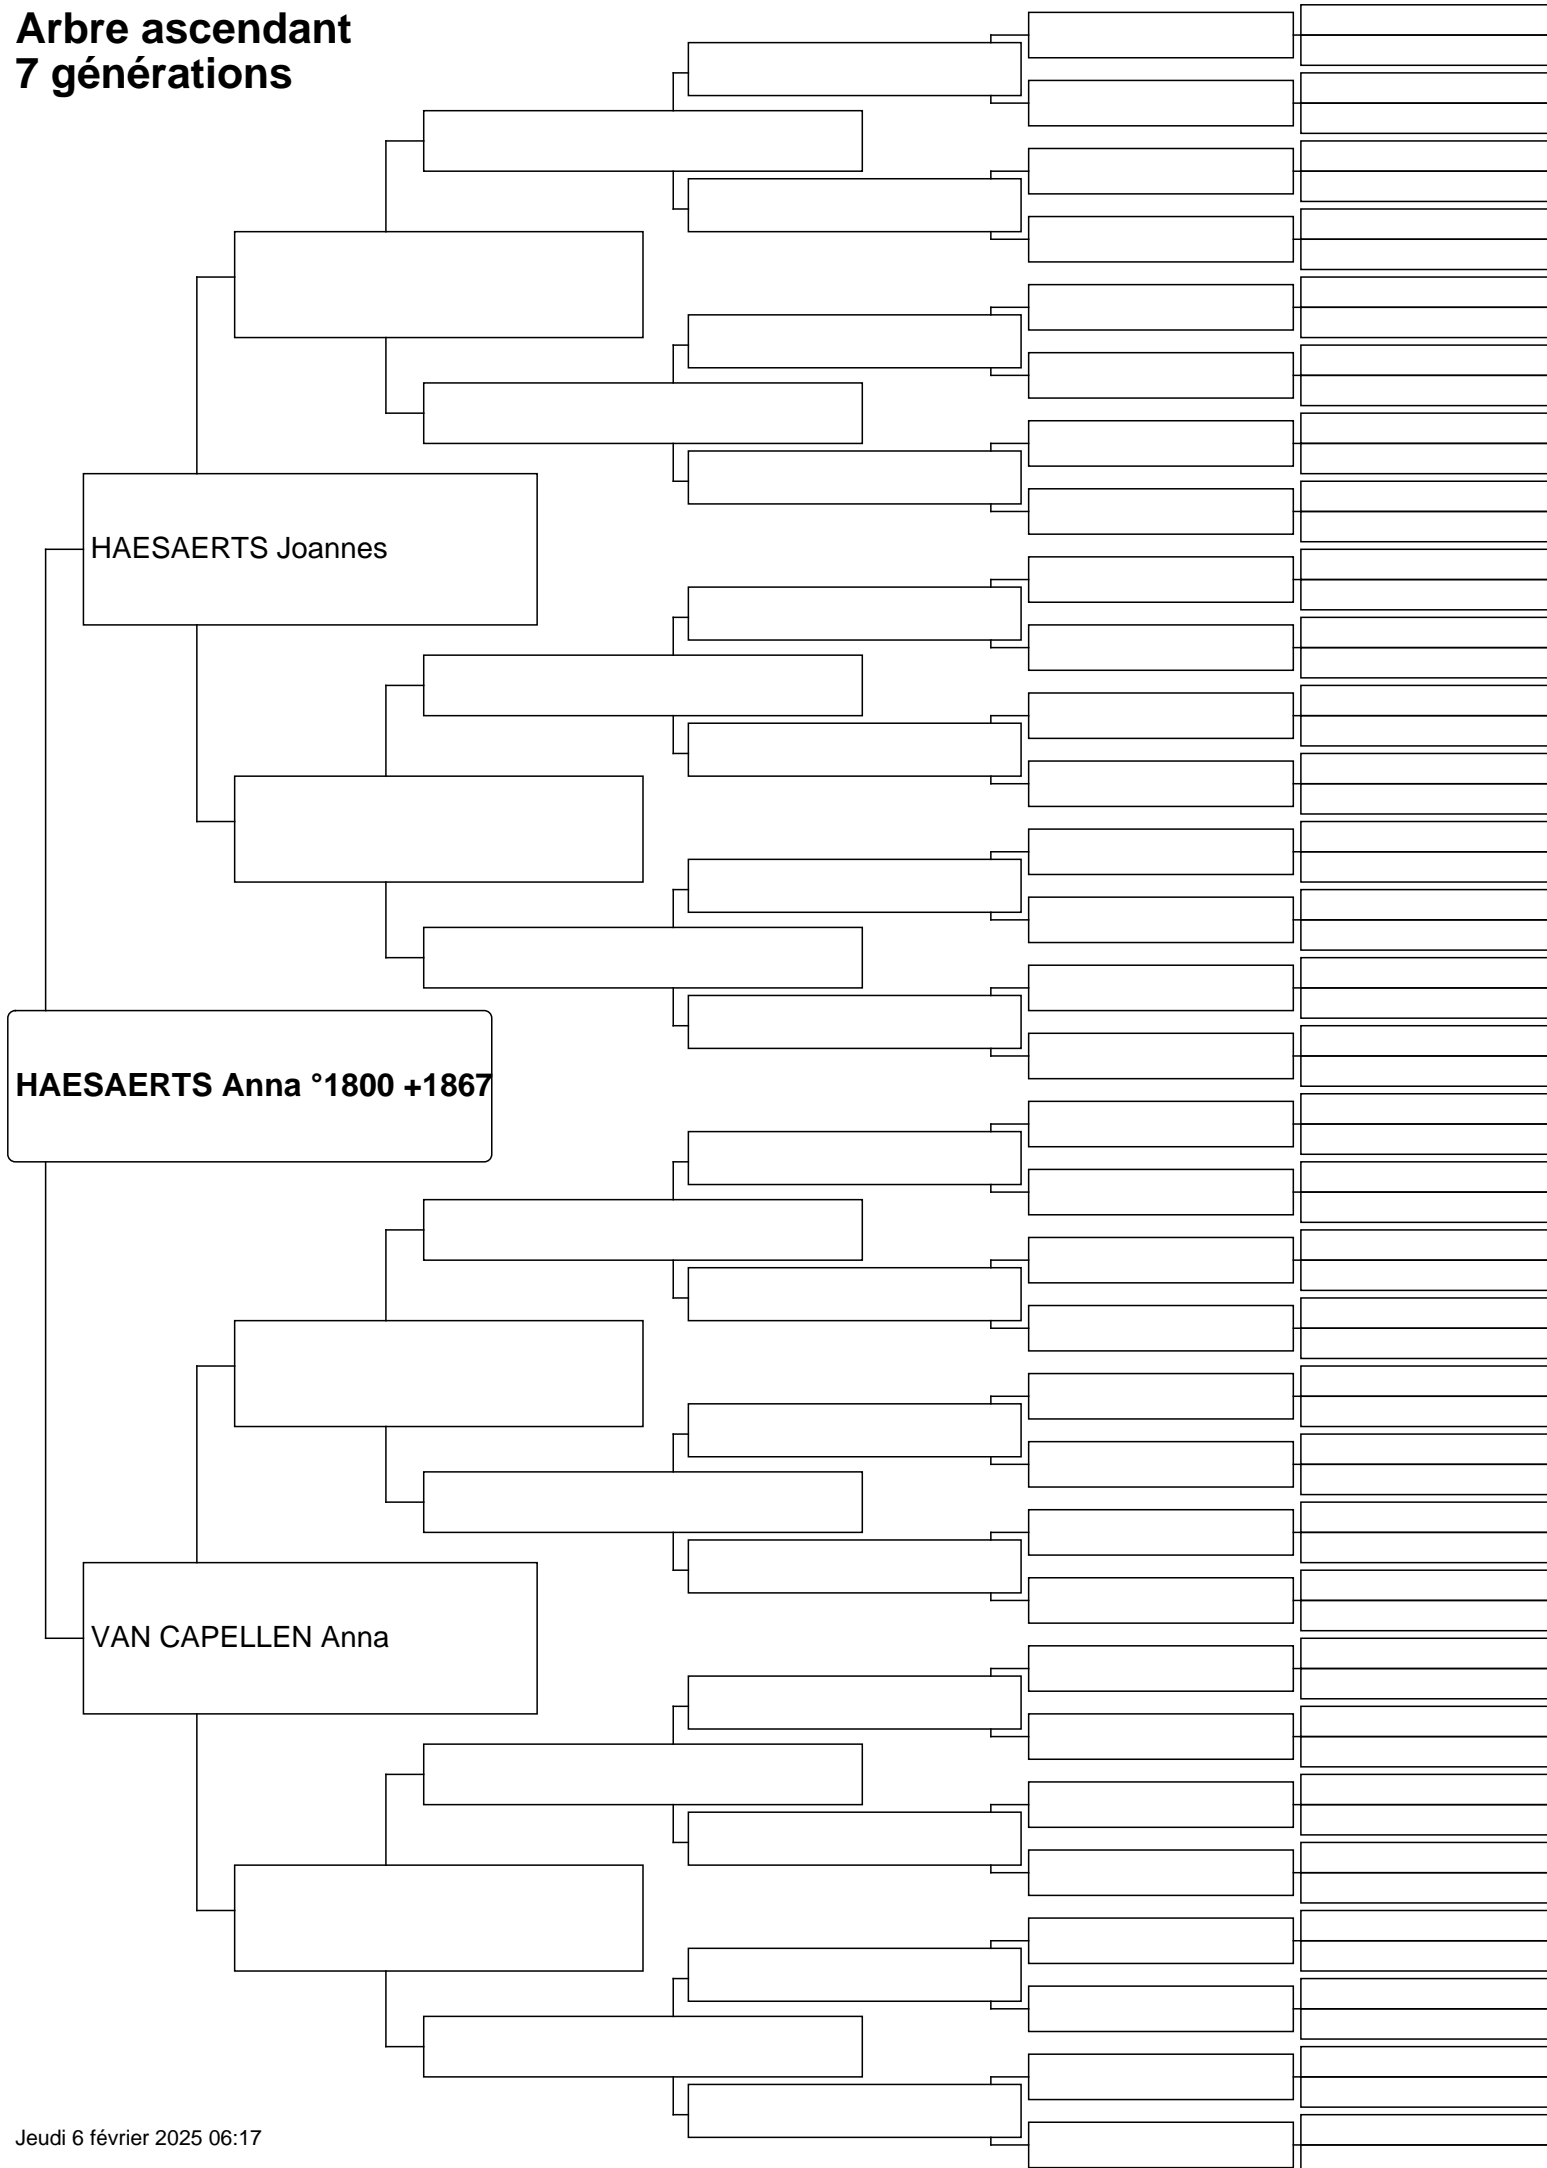 Arbre ascendant
7 générations
HAESAERTS Joannes
HAESAERTS Anna °1800 +1867
VAN CAPELLEN Anna
Jeudi 6 février 2025 06:17